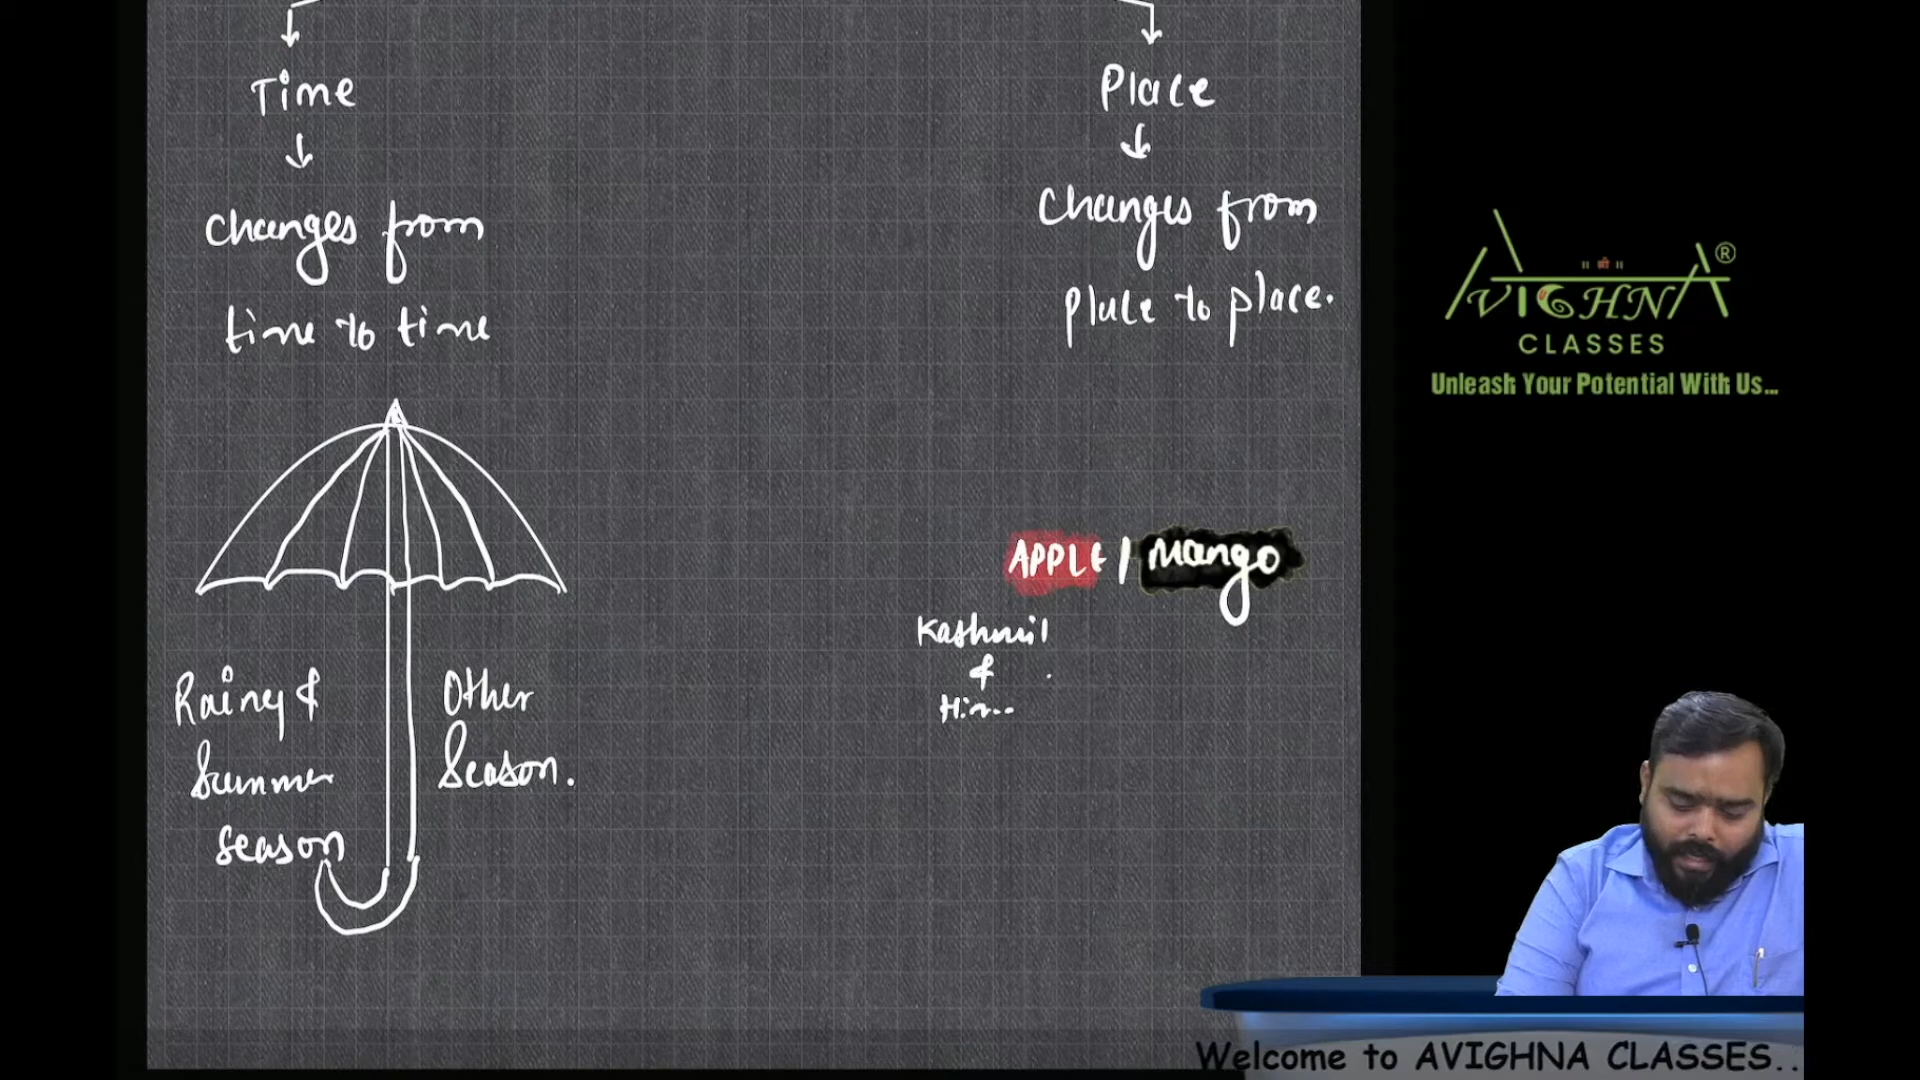 Time
Changes from
time to time
Rainy &
Summer
season
Other
Season.
Place
Changes from
place to place.
APPLE / Mango
Kashmir
&
Him..
AVIGHNA®
|| श्री ||
CLASSES
Unleash Your Potential With Us...
Welcome to AVIGHNA CLASSES..